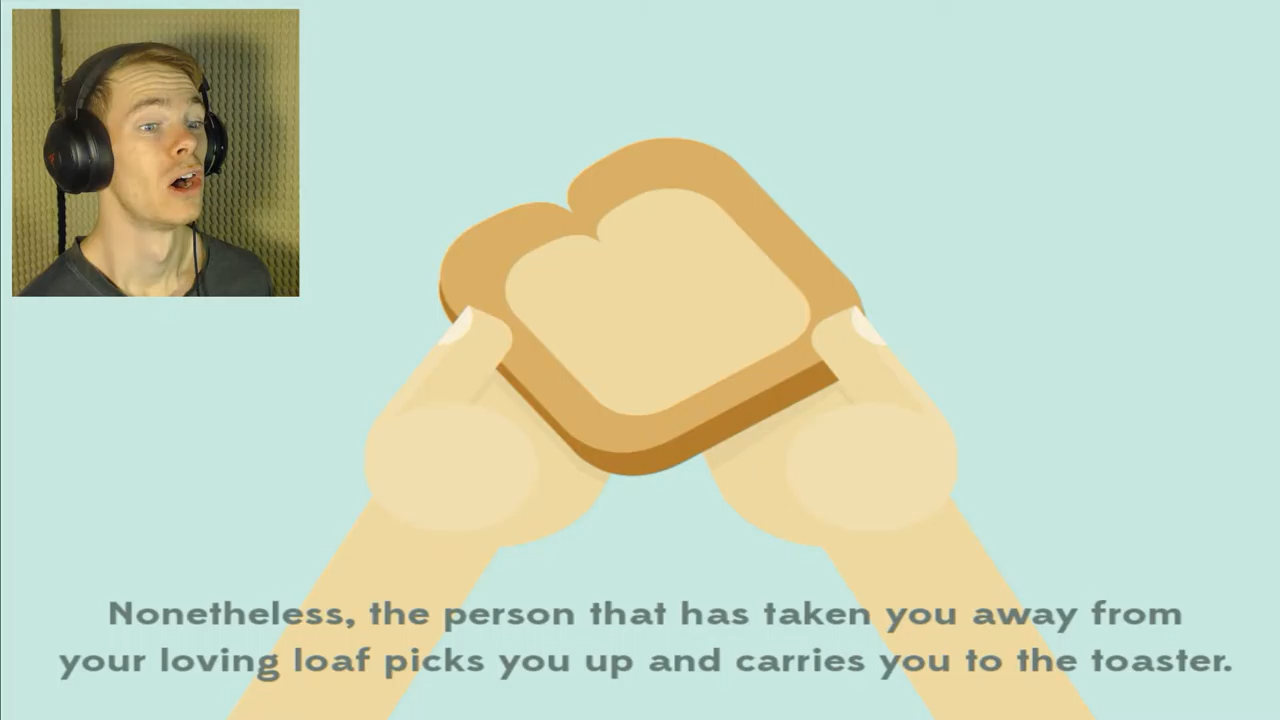 Nonetheless, the person that has taken you away from
your loving loaf picks you up and carries you to the toaster.